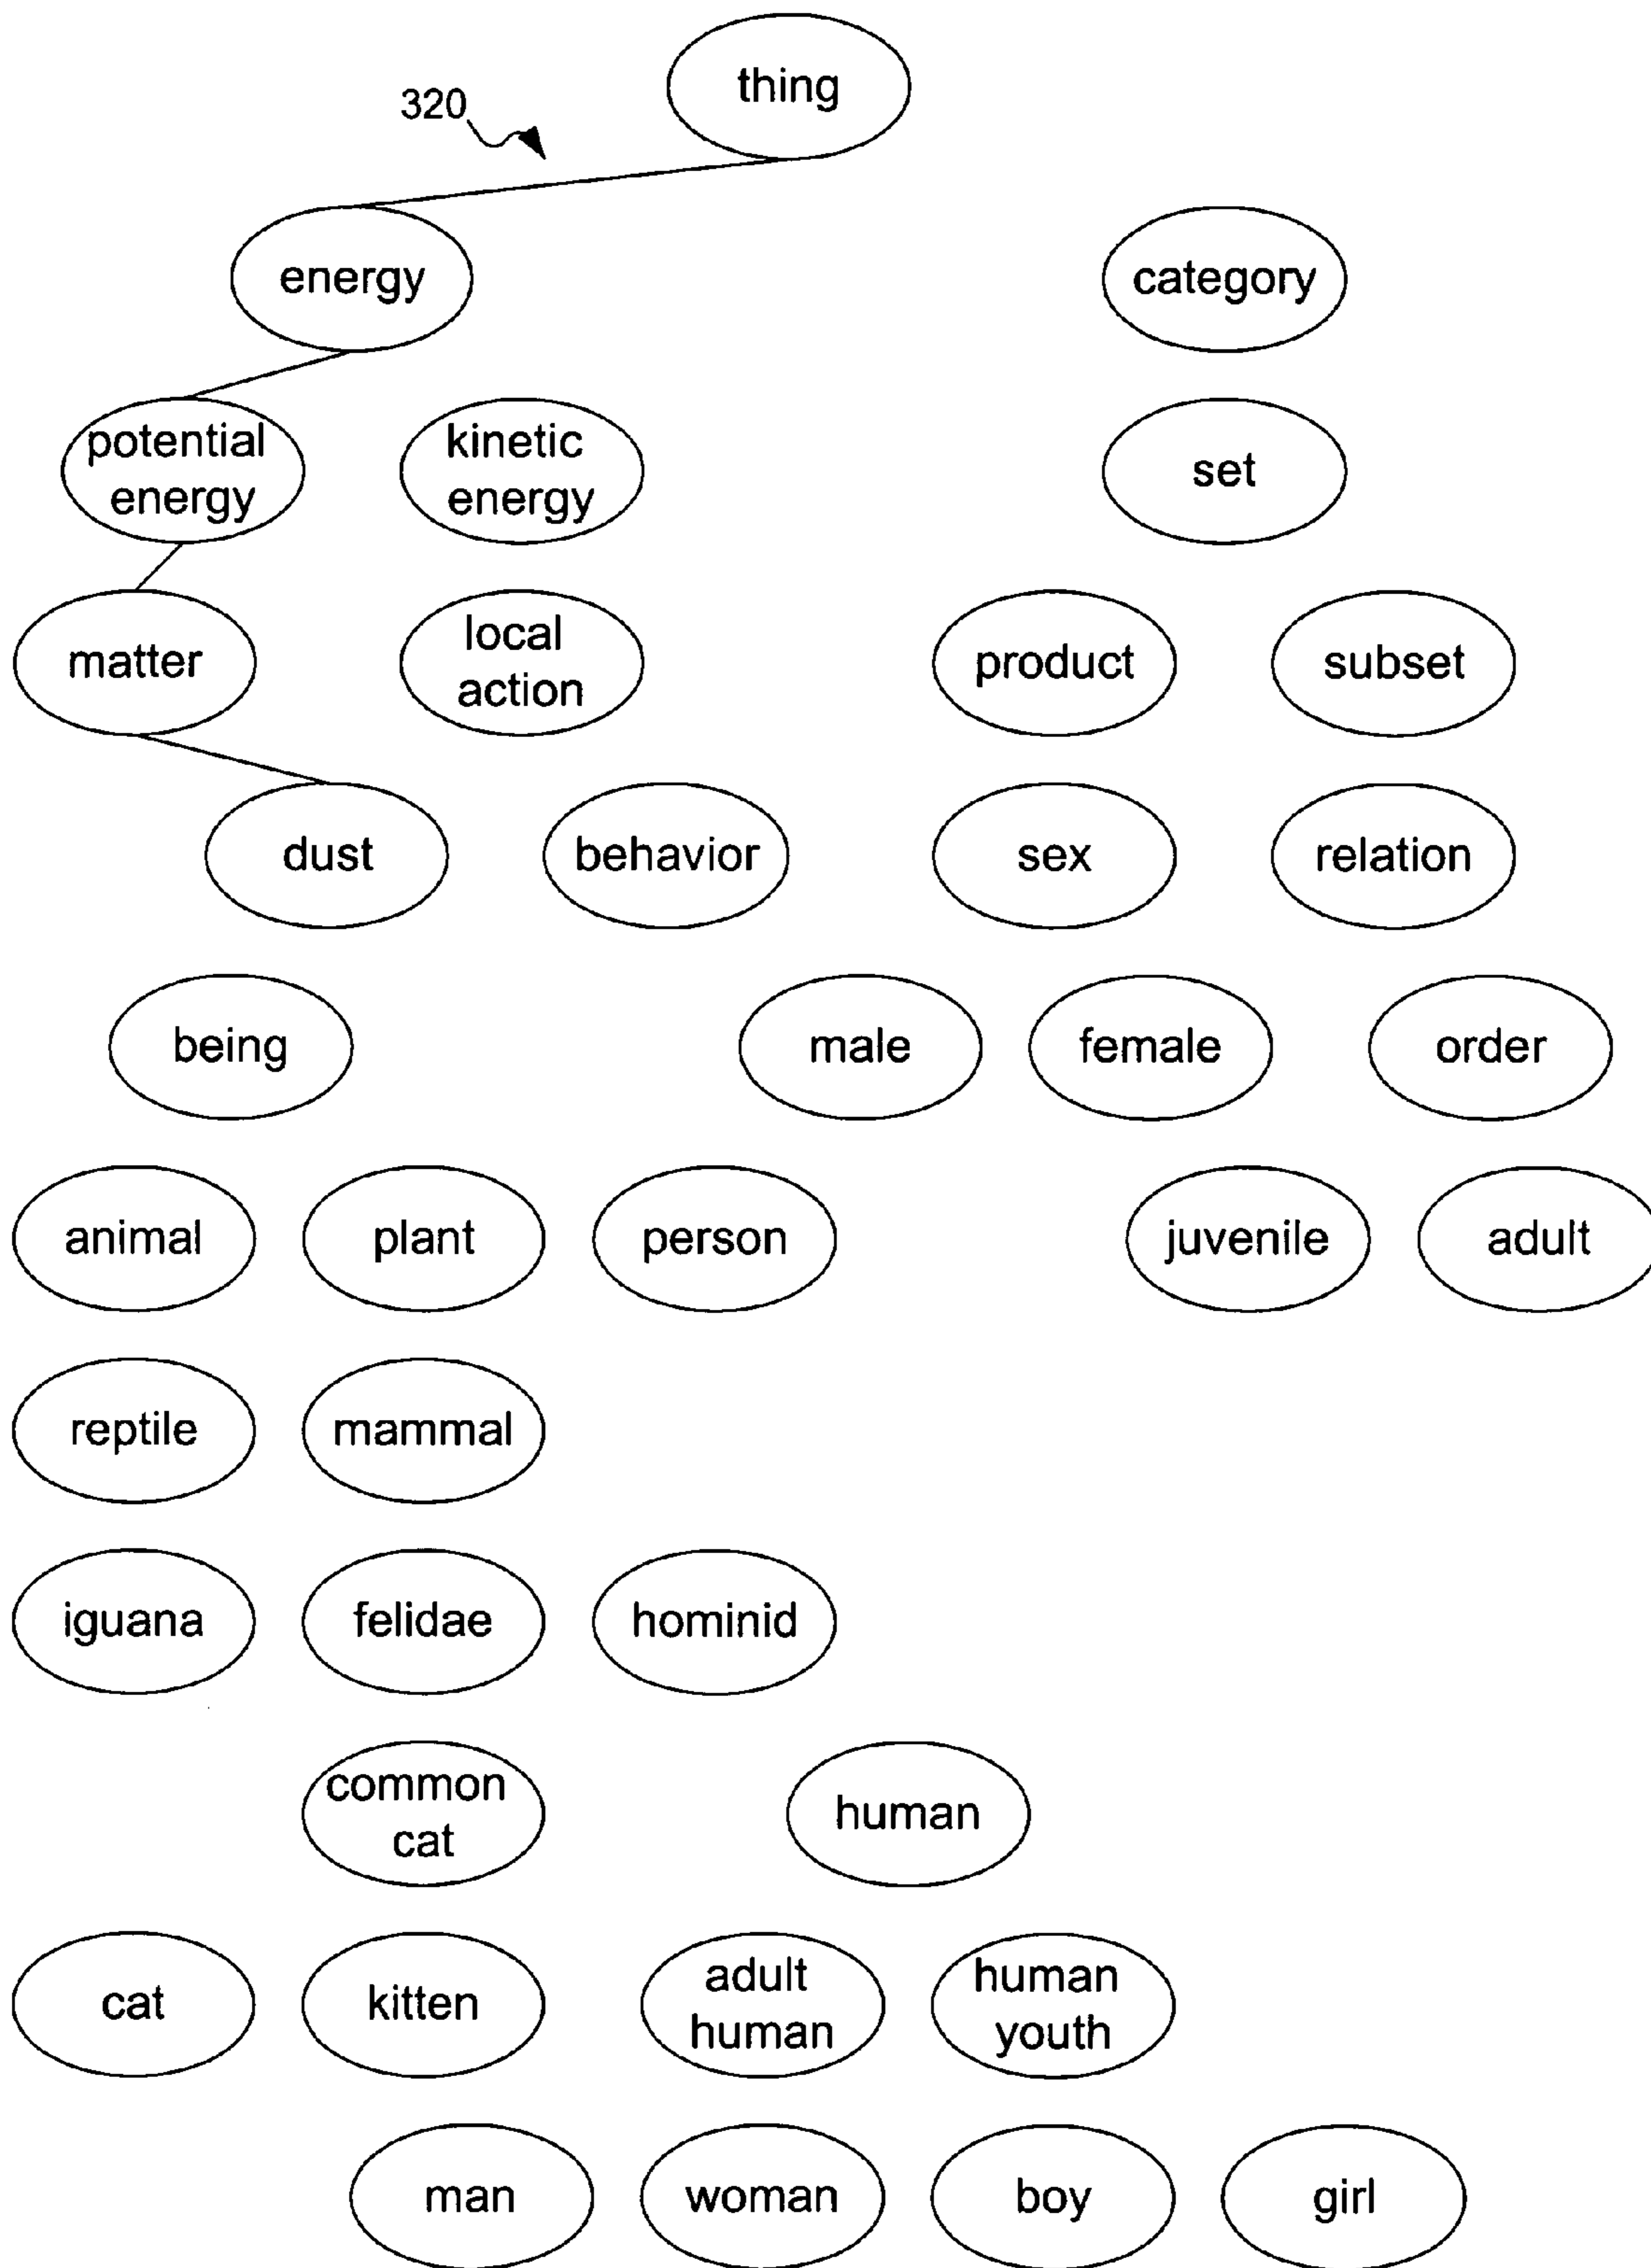 thing
320
energy
category
potential
energy
kinetic
energy
set
matter
local
action
product
subset
dust
behavior
sex
relation
being
male
female
order
animal
plant
person
juvenile
adult
reptile
mammal
iguana
felidae
hominid
common
cat
human
cat
kitten
adult
human
human
youth
man
woman
boy
girl